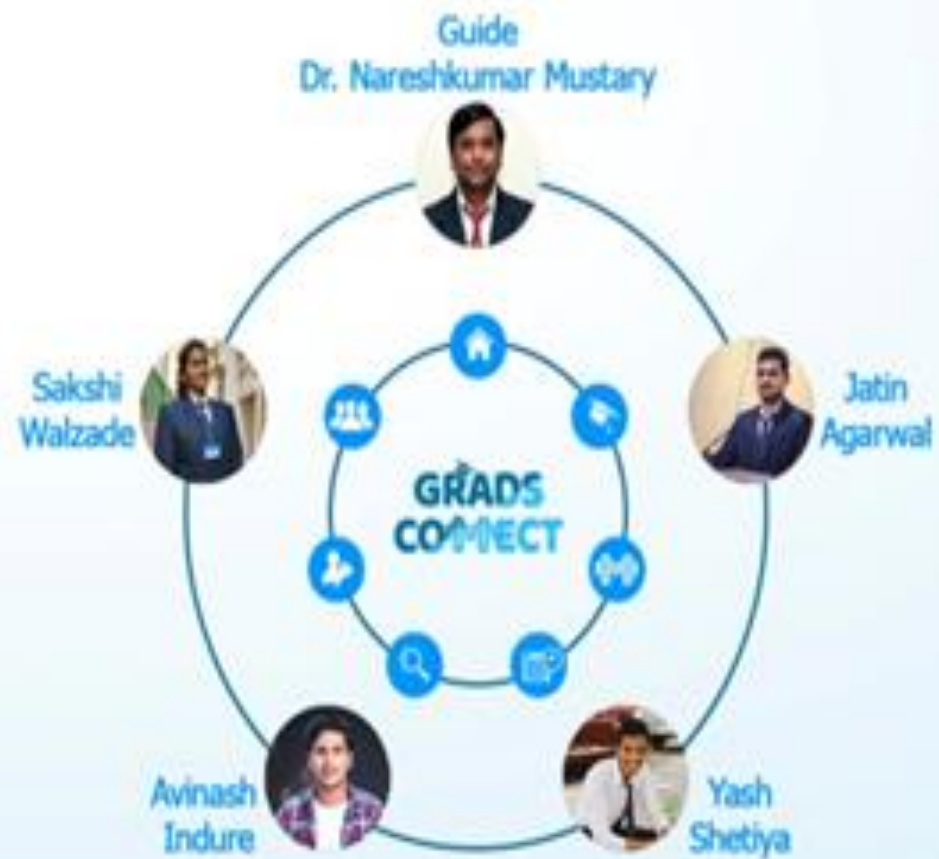 Guide
Dr. Nareshkumar Mustary
Sakshi
Walzade
Jatin
Agarwal
GRADS
CONNECT
Avinash
Indure
Yash
Shetiya